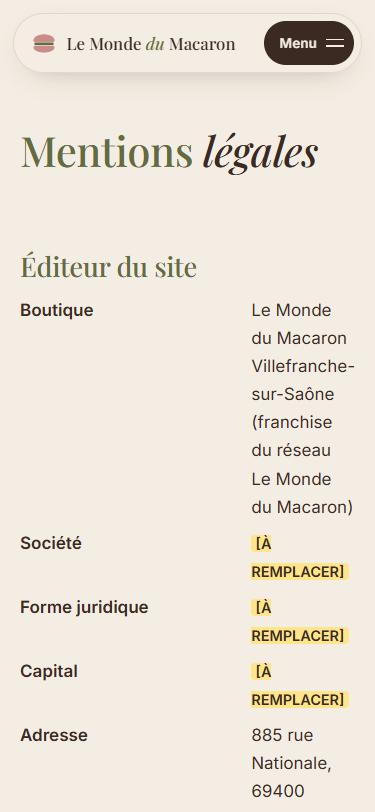 Le Monde du Macaron
Menu
Mentions légales
Éditeur du site
Boutique
Le Monde
du Macaron
Villefranche-
sur-Saône
(franchise
du réseau
Le Monde
du Macaron)
Société
[À
REMPLACER]
Forme juridique
[À
REMPLACER]
Capital
[À
REMPLACER]
Adresse
885 rue
Nationale,
69400